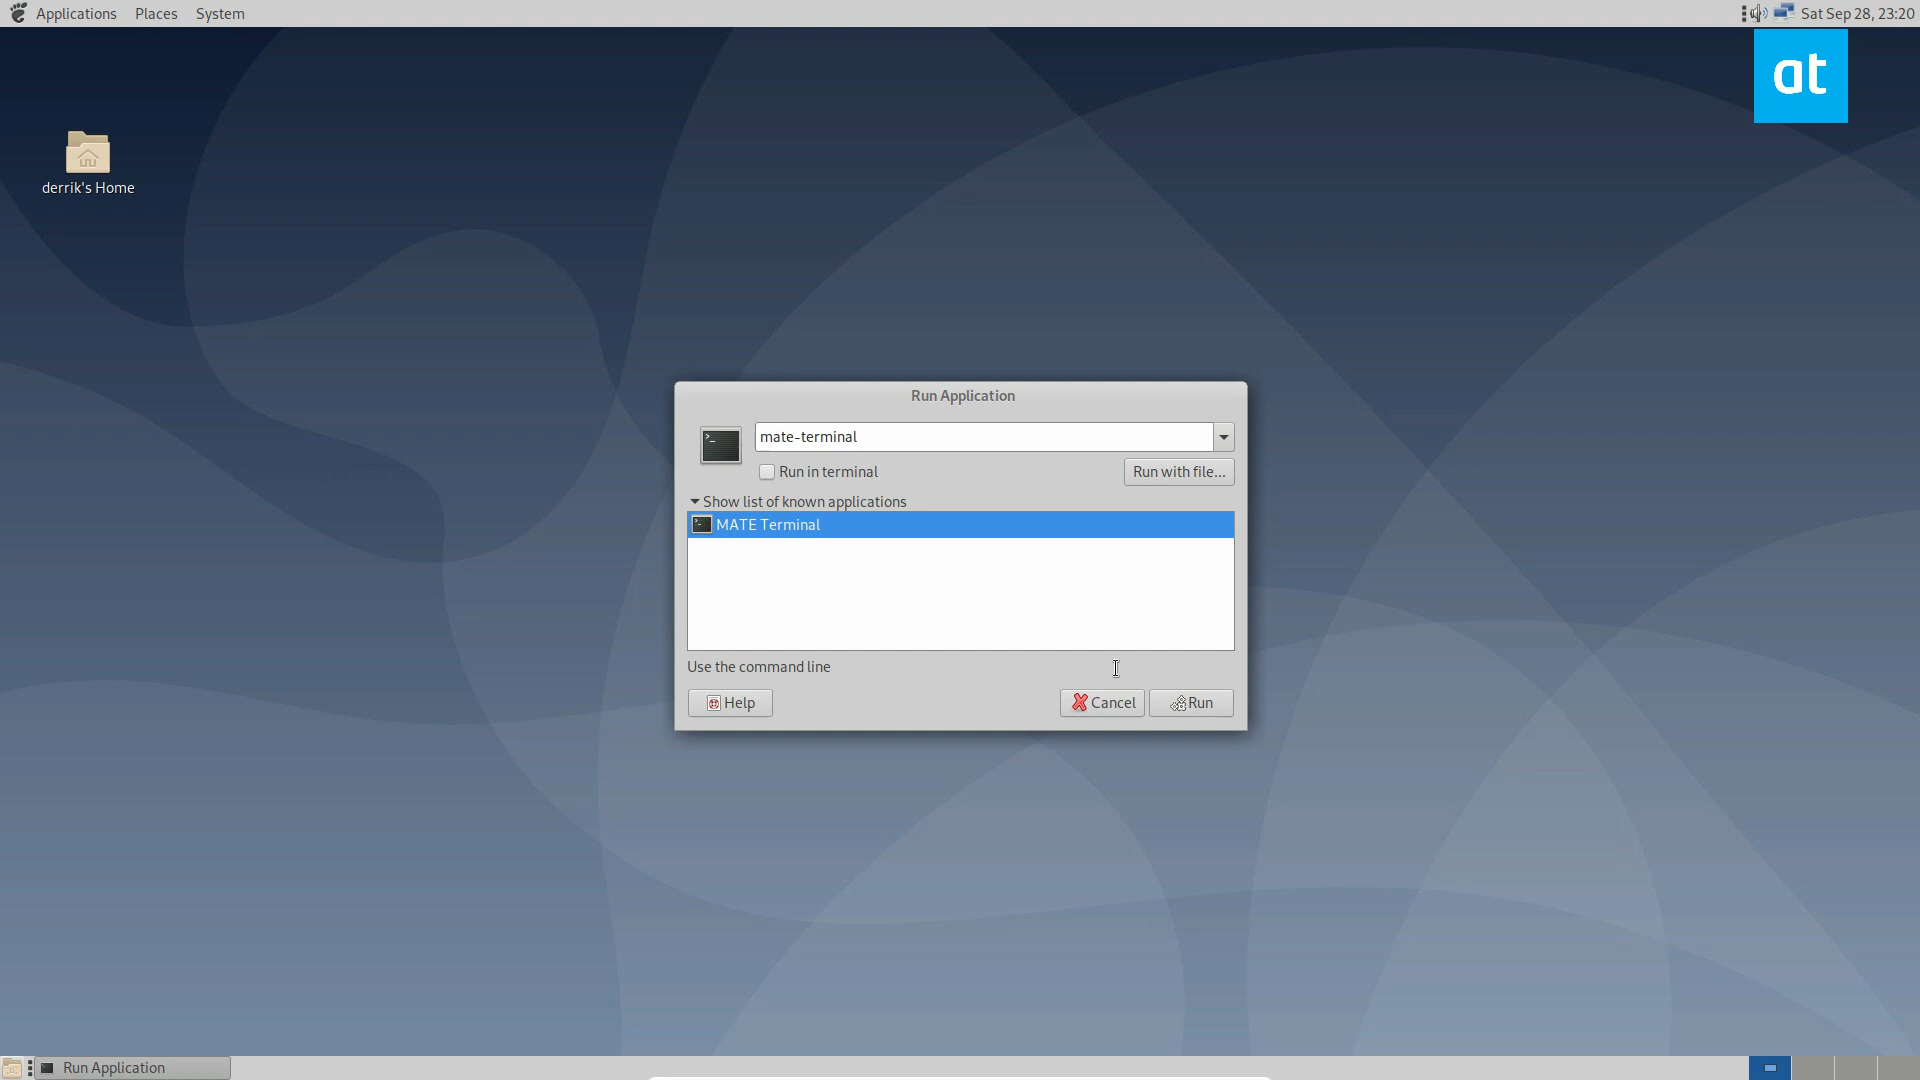 Applications Places System Sat Sep 28, 23:20
at
derrik's Home
Run Application
mate-terminal
Run in terminal Run with file...
Show list of known applications
MATE Terminal
Use the command line
Help Cancel Run
Run Application